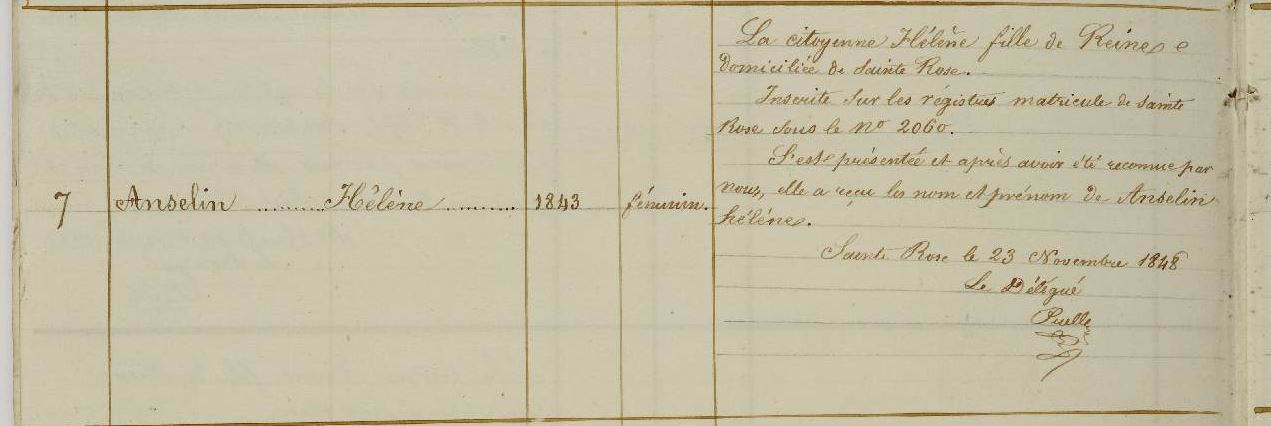 La citoyenne Hélène fille de Reine e
Domiciliée de Sainte Rose.
Inscrite sur les régistres matricule de Sainte
Rose sous le No 2060.
S'est présentée et après avoir été reconnue par
nous, elle a reçu les nom et prénom de Anselin
hélène.
7 Anselin ........... Hélène ........... 1843 féminin.
Sainte Rose le 23 Novembre 1848
Le Délégué